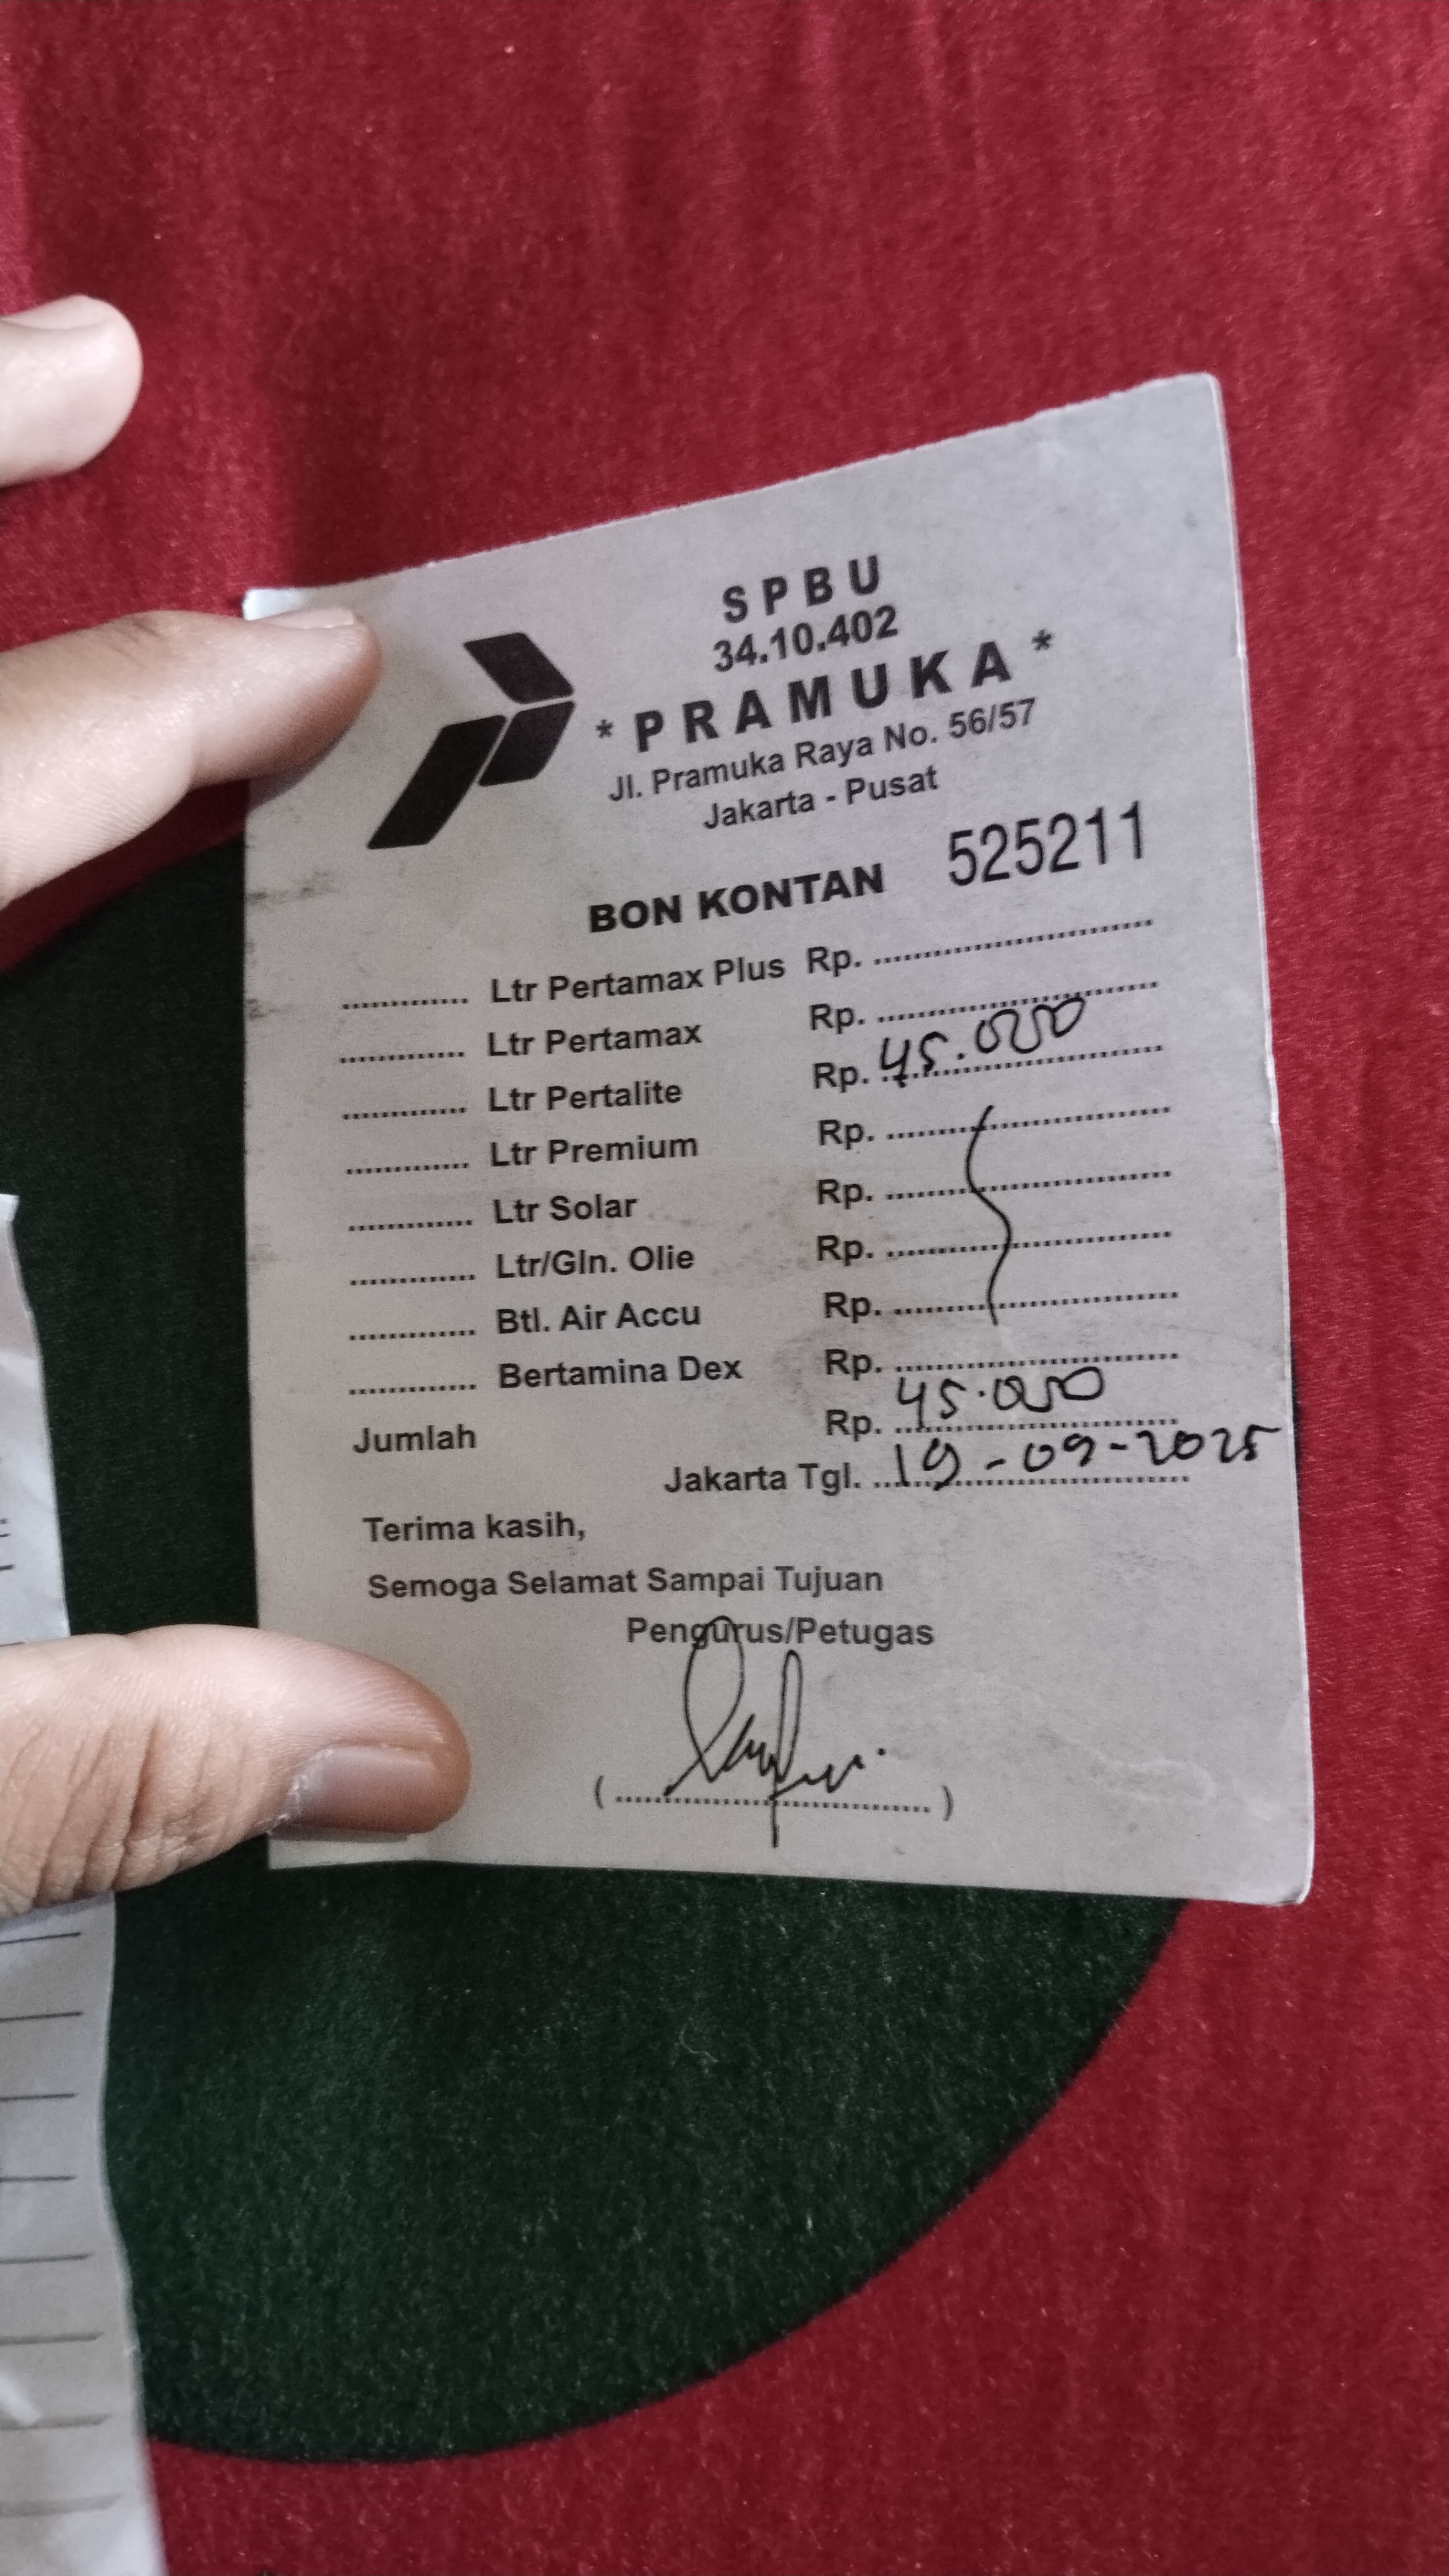 SPBU
34.10.402
* PRAMUKA *
Jl. Pramuka Raya No. 56/57
Jakarta - Pusat
BON KONTAN 525211
............. Ltr Pertamax Plus Rp. .............................
............. Ltr Pertamax Rp. .............................
............. Ltr Pertalite Rp. 45.000
............. Ltr Premium Rp. .............................
............. Ltr Solar Rp. .............................
............. Ltr/Gln. Olie Rp. .............................
............. Btl. Air Accu Rp. .............................
............. Bertamina Dex Rp. .............................
Jumlah Rp. 45.000
Jakarta Tgl. 19-09-2025
Terima kasih,
Semoga Selamat Sampai Tujuan
Pengurus/Petugas
(................................)